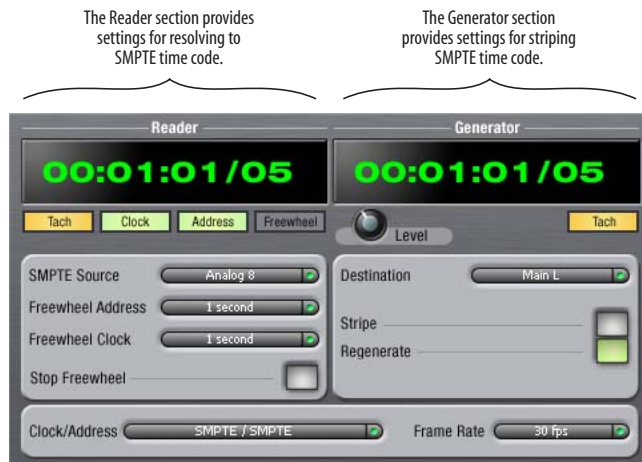 The Reader section provides
settings for resolving to
SMPTE time code.
The Generator section
provides settings for striping
SMPTE time code.
Reader
Generator
00:01:01/05
00:01:01/05
Tach
Clock
Address
Freewheel
Level
Tach
SMPTE Source
Analog 8
Freewheel Address
1 second
Freewheel Clock
1 second
Stop Freewheel
Destination
Main L
Stripe
Regenerate
Clock/Address
SMPTE / SMPTE
Frame Rate
30 fps